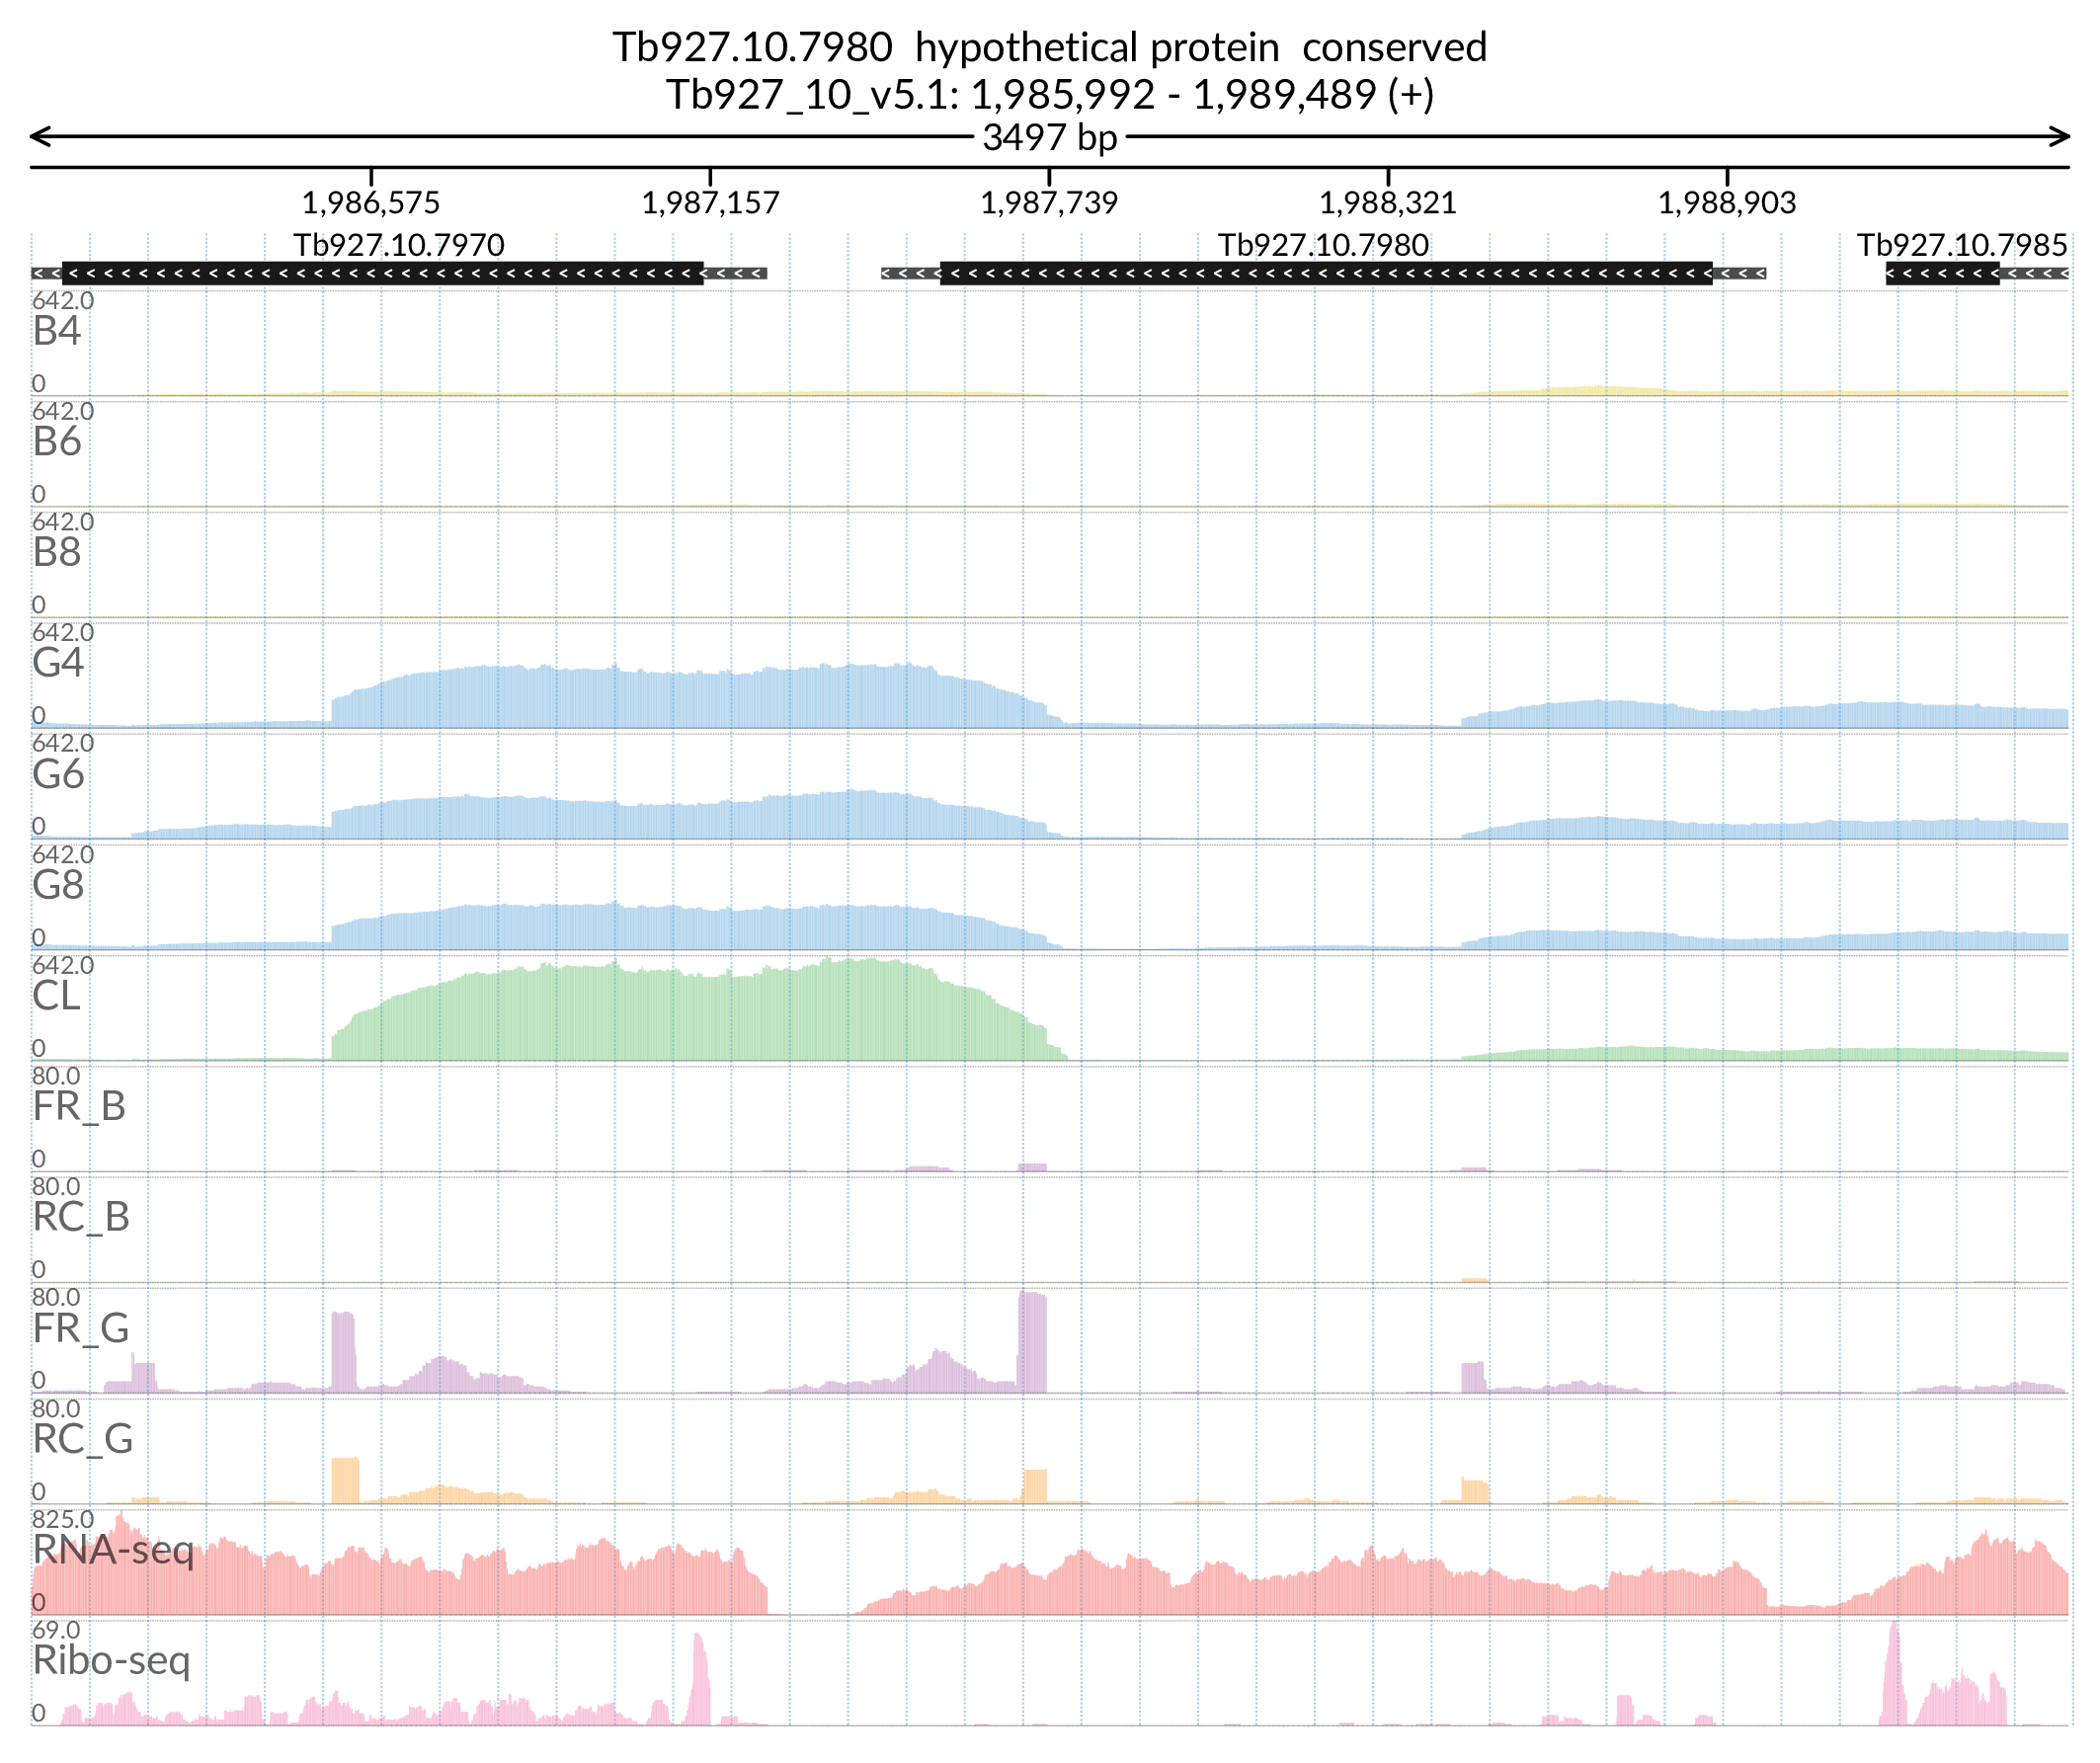 Tb927.10.7980  hypothetical protein  conserved
Tb927_10_v5.1: 1,985,992 - 1,989,489 (+)
3497 bp
1,986,575 1,987,157 1,987,739 1,988,321 1,988,903
Tb927.10.7970 Tb927.10.7980 Tb927.10.7985
642.0
B4
0
642.0
B6
0
642.0
B8
0
642.0
G4
0
642.0
G6
0
642.0
G8
0
642.0
CL
0
80.0
FR_B
0
80.0
RC_B
0
80.0
FR_G
0
80.0
RC_G
0
825.0
RNA-seq
0
69.0
Ribo-seq
0